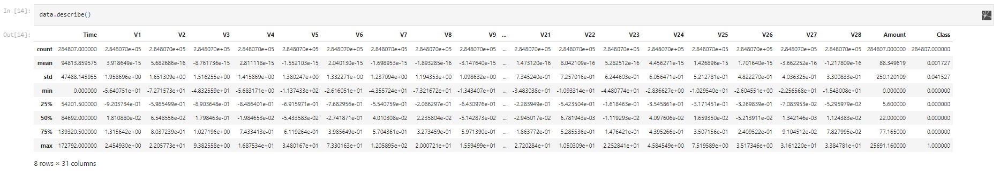 In [14]:
data.describe()
Out[14]:
Time V1 V2 V3 V4 V5 V6 V7 V8 V9 ... V21 V22 V23 V24 V25 V26 V27 V28 Amount Class
count 284807.000000 2.848070e+05 2.848070e+05 2.848070e+05 2.848070e+05 2.848070e+05 2.848070e+05 2.848070e+05 2.848070e+05 2.848070e+05 ... 2.848070e+05 2.848070e+05 2.848070e+05 2.848070e+05 2.848070e+05 2.848070e+05 2.848070e+05 2.848070e+05 284807.000000 284807.000000
mean 94813.859575 3.918649e-15 5.682686e-16 -8.761736e-15 2.811118e-15 -1.552103e-15 2.040130e-15 -1.698953e-15 -1.893285e-16 -3.147640e-15 ... 1.473120e-16 8.042109e-16 5.282512e-16 4.456271e-15 1.426896e-15 1.701640e-15 -3.662252e-16 -1.217809e-16 88.349619 0.001727
std 47488.145955 1.958696e+00 1.651309e+00 1.516255e+00 1.415869e+00 1.380247e+00 1.332271e+00 1.237094e+00 1.194353e+00 1.098632e+00 ... 7.345240e-01 7.257016e-01 6.244603e-01 6.056471e-01 5.212781e-01 4.822270e-01 4.036325e-01 3.300833e-01 250.120109 0.041527
min 0.000000 -5.640751e+01 -7.271573e+01 -4.832559e+01 -5.683171e+00 -1.137433e+02 -2.616051e+01 -4.355724e+01 -7.321672e+01 -1.343407e+01 ... -3.483038e+01 -1.093314e+01 -4.480774e+01 -2.836627e+00 -1.029540e+01 -2.604551e+00 -2.256568e+01 -1.543008e+01 0.000000 0.000000
25% 54201.500000 -9.203734e-01 -5.985499e-01 -8.903648e-01 -8.486401e-01 -6.915971e-01 -7.682956e-01 -5.540759e-01 -2.086297e-01 -6.430976e-01 ... -2.283949e-01 -5.423504e-01 -1.618463e-01 -3.545861e-01 -3.171451e-01 -3.269839e-01 -7.083953e-02 -5.295979e-02 5.600000 0.000000
50% 84692.000000 1.810880e-02 6.548556e-02 1.798463e-01 -1.984653e-02 -5.433583e-02 -2.741871e-01 4.010308e-02 2.235804e-02 -5.142873e-02 ... -2.945017e-02 6.781943e-03 -1.119293e-02 4.097606e-02 1.659350e-02 -5.213911e-02 1.342146e-03 1.124383e-02 22.000000 0.000000
75% 139320.500000 1.315642e+00 8.037239e-01 1.027196e+00 7.433413e-01 6.119264e-01 3.985649e-01 5.704361e-01 3.273459e-01 5.971390e-01 ... 1.863772e-01 5.285536e-01 1.476421e-01 4.395266e-01 3.507156e-01 2.409522e-01 9.104512e-02 7.827995e-02 77.165000 0.000000
max 172792.000000 2.454930e+00 2.205773e+01 9.382558e+00 1.687534e+01 3.480167e+01 7.330163e+01 1.205895e+02 2.000721e+01 1.559499e+01 ... 2.720284e+01 1.050309e+01 2.252841e+01 4.584549e+00 7.519589e+00 3.517346e+00 3.161220e+01 3.384781e+01 25691.160000 1.000000
8 rows × 31 columns